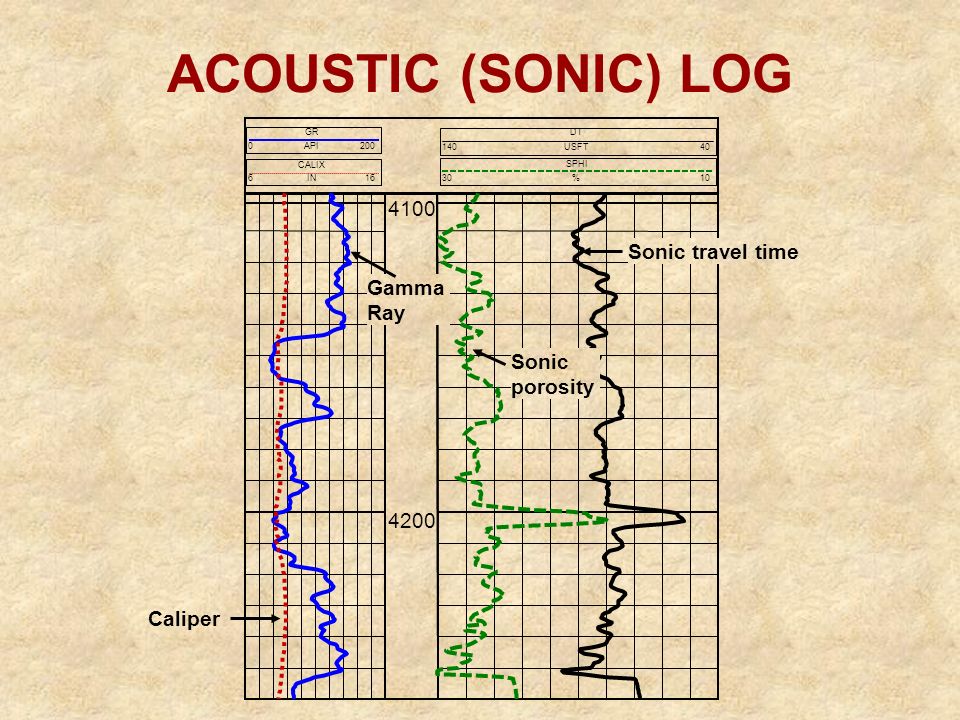 ACOUSTIC (SONIC) LOG
GR
0 API 200
CALIX
6 IN 16
DT
140 USFT 40
SPHI
30 % 10
4100
Sonic travel time
Gamma
Ray
Sonic
porosity
4200
Caliper